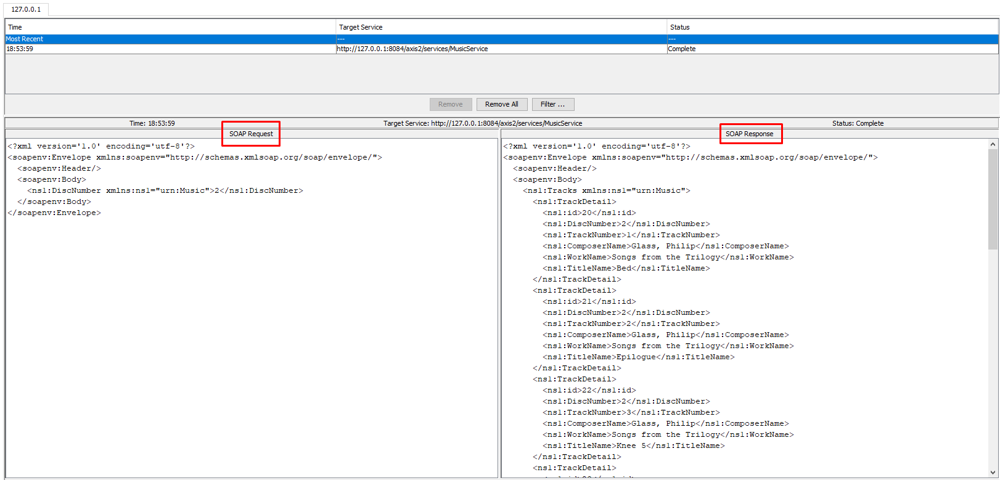 127.0.0.1
Time Target Service Status
Most Recent --- ---
18:53:59 http://127.0.0.1:8084/axis2/services/MusicService Complete
Remove Remove All Filter ...
Time: 18:53:59 Target Service: http://127.0.0.1:8084/axis2/services/MusicService Status: Complete
SOAP Request
<?xml version='1.0' encoding='utf-8'?>
<soapenv:Envelope xmlns:soapenv="http://schemas.xmlsoap.org/soap/envelope/">
  <soapenv:Header/>
  <soapenv:Body>
    <ns1:DiscNumber xmlns:ns1="urn:Music">2</ns1:DiscNumber>
  </soapenv:Body>
</soapenv:Envelope>
SOAP Response
<?xml version='1.0' encoding='utf-8'?>
<soapenv:Envelope xmlns:soapenv="http://schemas.xmlsoap.org/soap/envelope/">
  <soapenv:Header/>
  <soapenv:Body>
    <ns1:Tracks xmlns:ns1="urn:Music">
      <ns1:TrackDetail>
        <ns1:id>20</ns1:id>
        <ns1:DiscNumber>2</ns1:DiscNumber>
        <ns1:TrackNumber>1</ns1:TrackNumber>
        <ns1:ComposerName>Glass, Philip</ns1:ComposerName>
        <ns1:WorkName>Songs from the Trilogy</ns1:WorkName>
        <ns1:TitleName>Bed</ns1:TitleName>
      </ns1:TrackDetail>
      <ns1:TrackDetail>
        <ns1:id>21</ns1:id>
        <ns1:DiscNumber>2</ns1:DiscNumber>
        <ns1:TrackNumber>2</ns1:TrackNumber>
        <ns1:ComposerName>Glass, Philip</ns1:ComposerName>
        <ns1:WorkName>Songs from the Trilogy</ns1:WorkName>
        <ns1:TitleName>Epilogue</ns1:TitleName>
      </ns1:TrackDetail>
      <ns1:TrackDetail>
        <ns1:id>22</ns1:id>
        <ns1:DiscNumber>2</ns1:DiscNumber>
        <ns1:TrackNumber>3</ns1:TrackNumber>
        <ns1:ComposerName>Glass, Philip</ns1:ComposerName>
        <ns1:WorkName>Songs from the Trilogy</ns1:WorkName>
        <ns1:TitleName>Knee 5</ns1:TitleName>
      </ns1:TrackDetail>
      <ns1:TrackDetail>